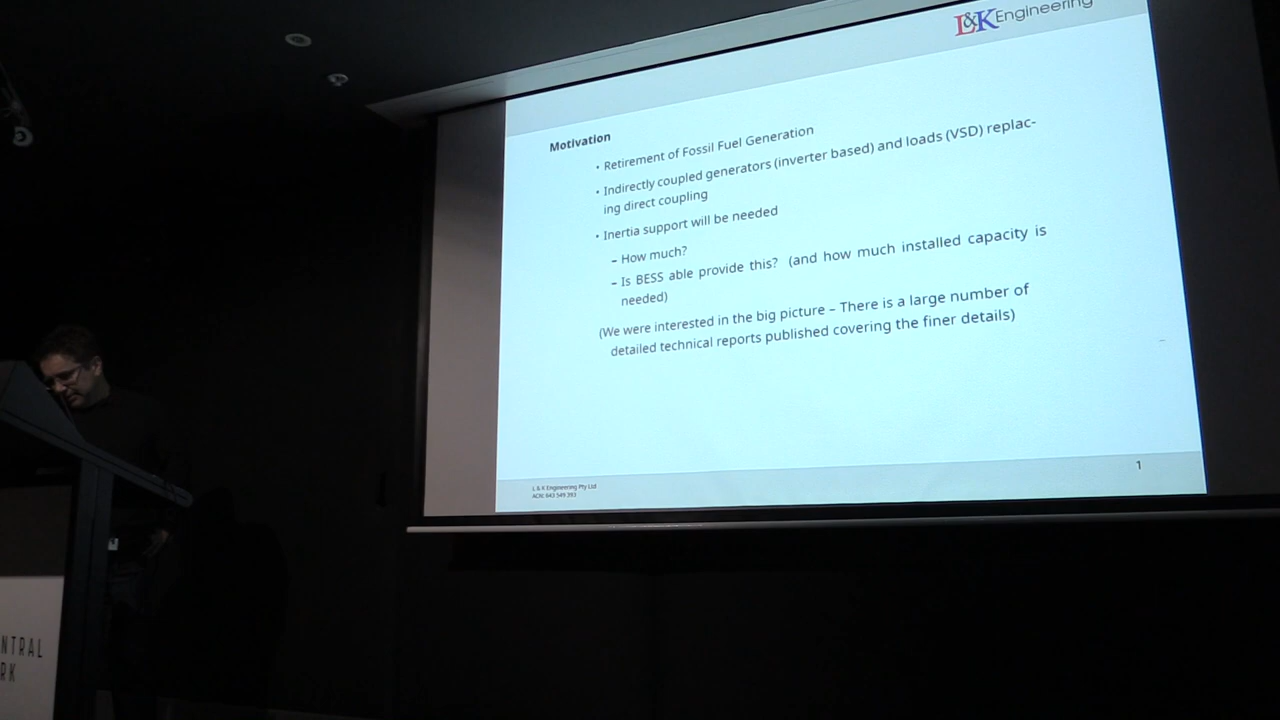 L&K Engineering
Motivation
• Retirement of Fossil Fuel Generation
• Indirectly coupled generators (inverter based) and loads (VSD) replac-
ing direct coupling
• Inertia support will be needed
– How much?
– Is BESS able provide this? (and how much installed capacity is
needed)
(We were interested in the big picture – There is a large number of
detailed technical reports published covering the finer details)
L & K Engineering Pty Ltd
ACN: 643 549 393
1
NTRAL
RK